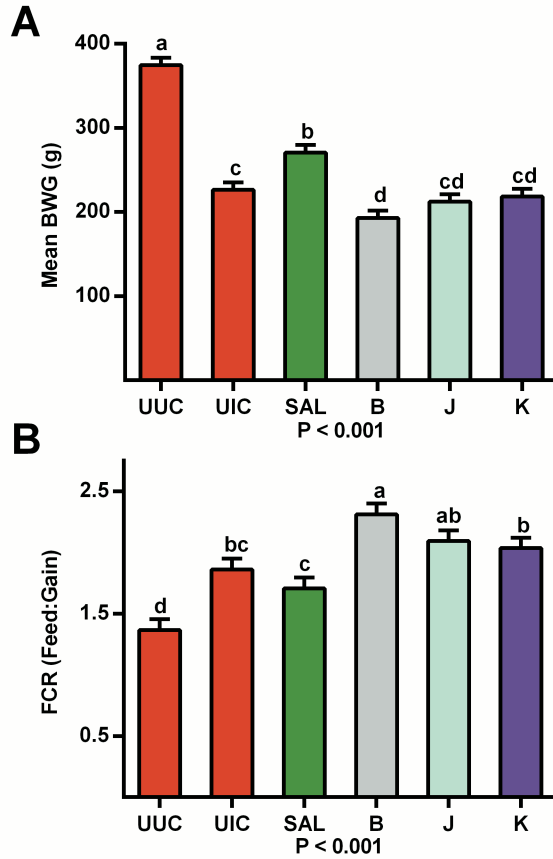 A
400
300
200
100
Mean BWG (g)
a
c
b
d
cd
cd
UUC UIC SAL B J K
P < 0.001
B
2.5
1.5
0.5
FCR (Feed:Gain)
d
bc
c
a
ab
b
UUC UIC SAL B J K
P < 0.001